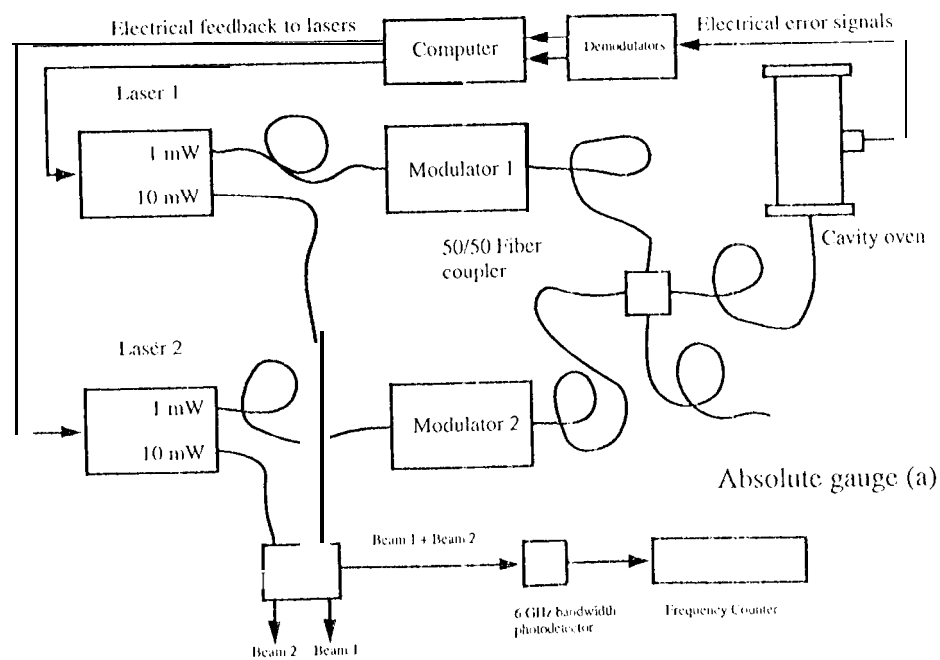 Electrical feedback to lasers
Computer
Demodulators
Electrical error signals
Laser 1
1 mW
10 mW
Modulator 1
50/50 Fiber
coupler
Cavity oven
Laser 2
1 mW
10 mW
Modulator 2
Absolute gauge (a)
Beam 1 + Beam 2
6 GHz bandwidth
photodetector
Frequency Counter
Beam 2
Beam 1